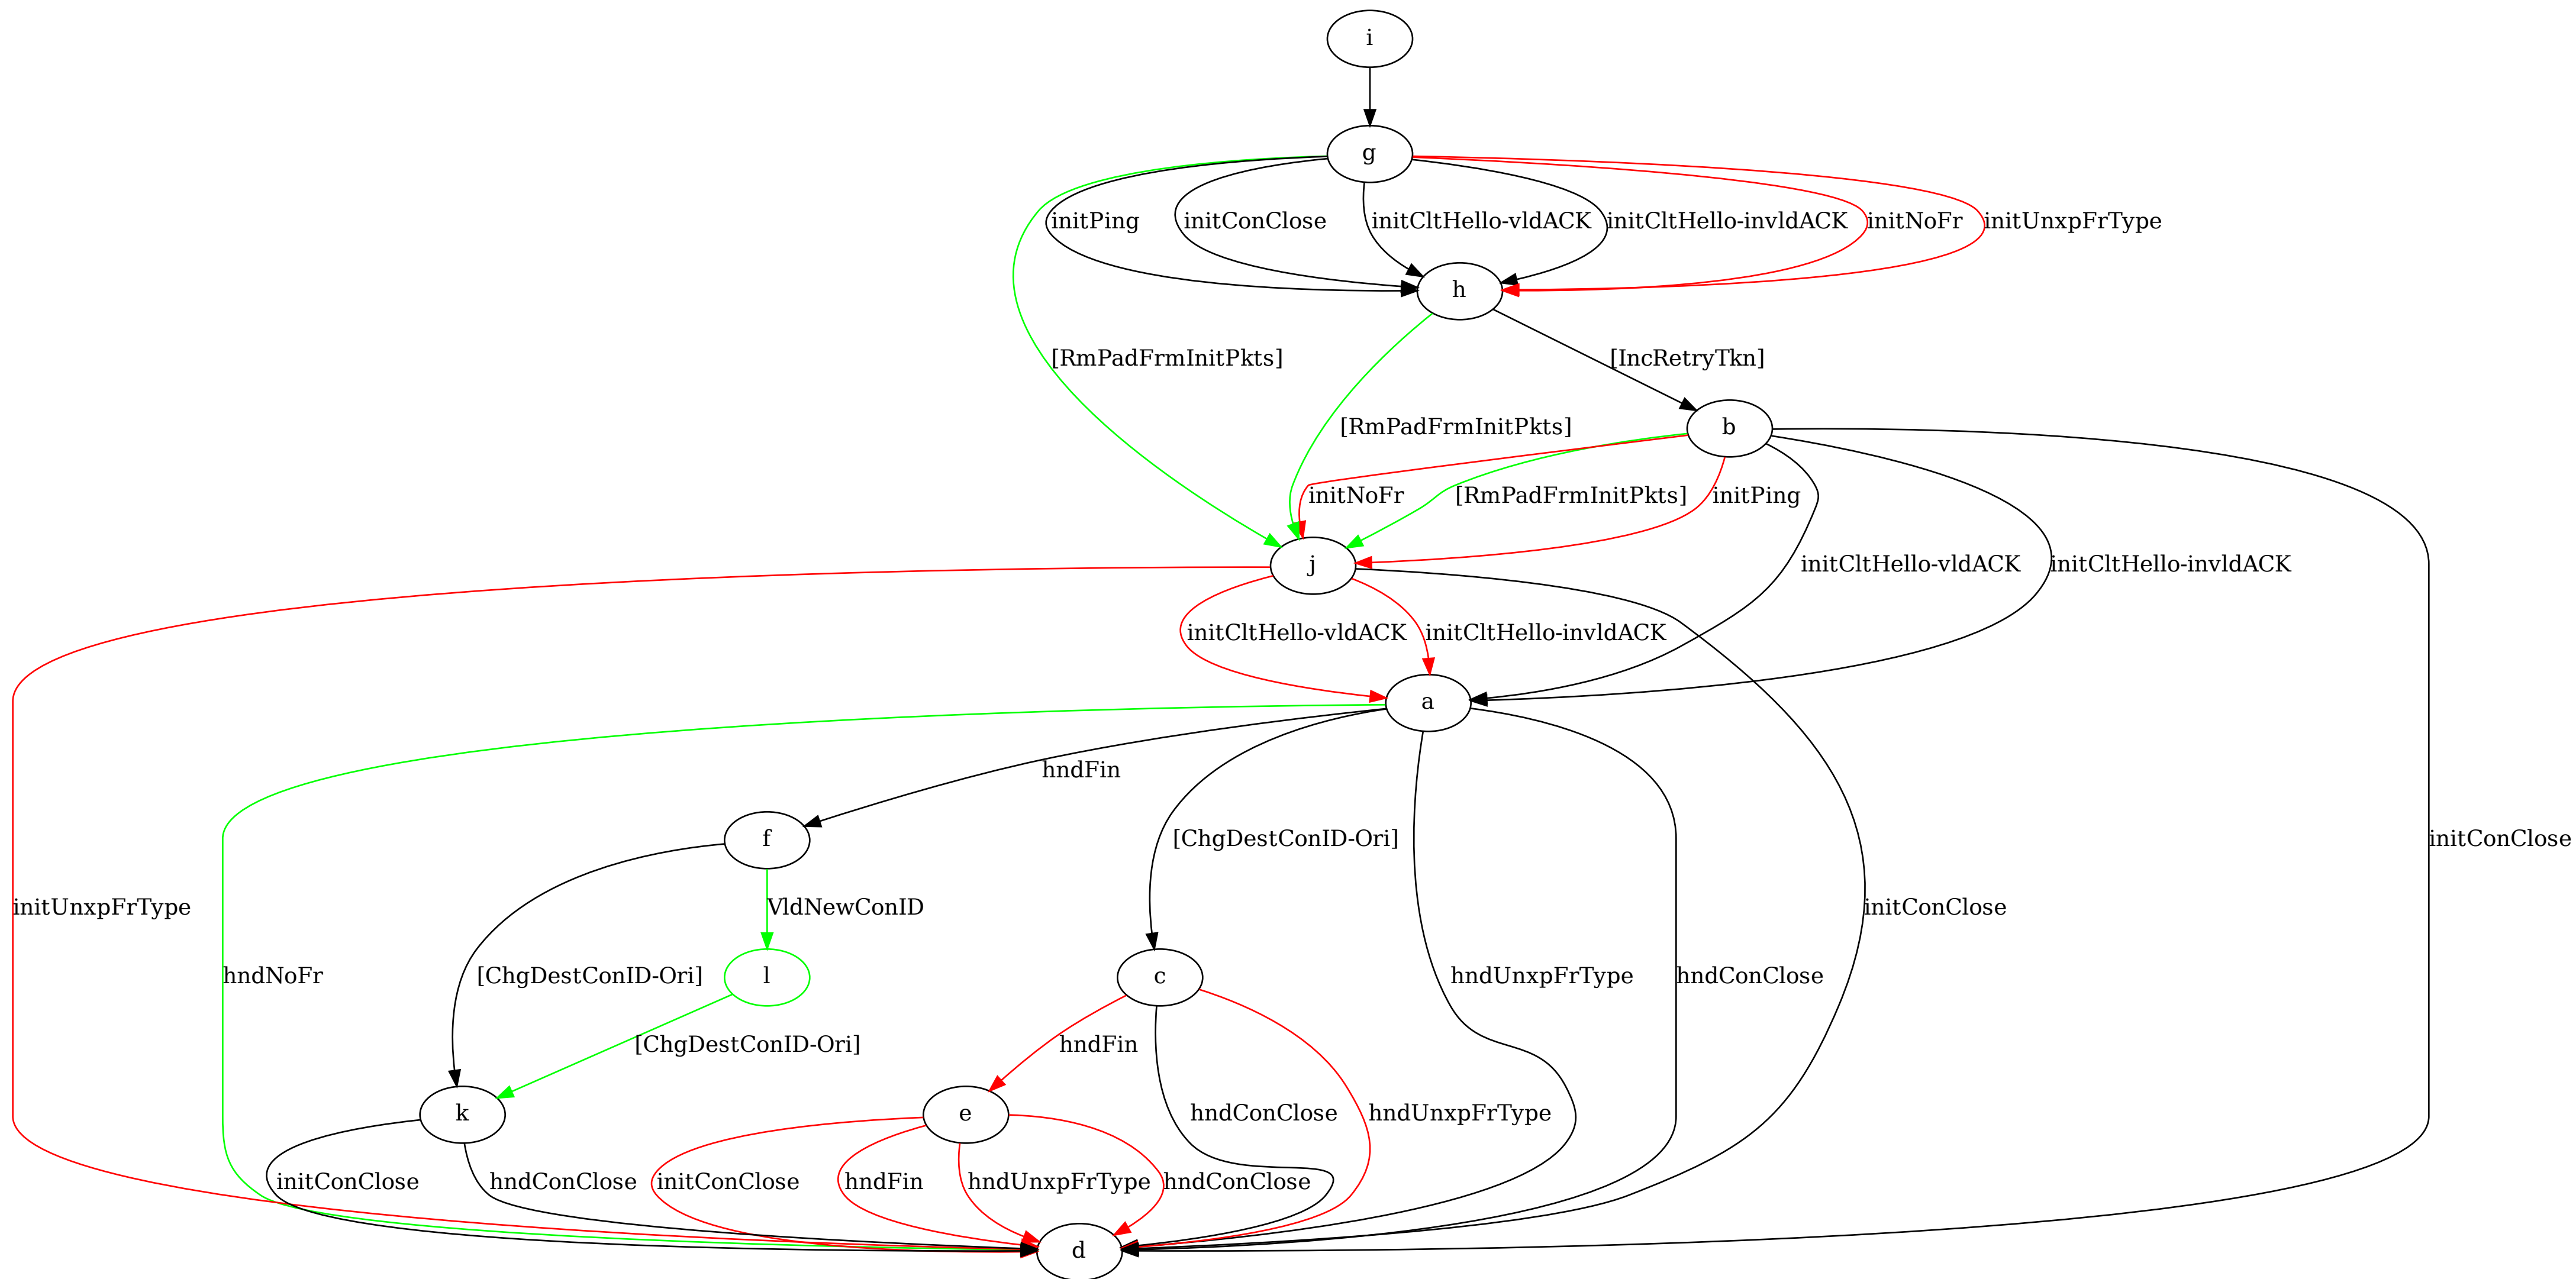 i
g
initPing
initConClose
initCltHello-vldACK
initCltHello-invldACK
initNoFr
initUnxpFrType
h
[RmPadFrmInitPkts]
[IncRetryTkn]
[RmPadFrmInitPkts]
b
initNoFr
[RmPadFrmInitPkts]
initPing
j
initCltHello-vldACK
initCltHello-invldACK
initCltHello-vldACK
initCltHello-invldACK
a
hndFin
f
[ChgDestConID-Ori]
initConClose
initUnxpFrType
VldNewConID
initConClose
hndNoFr
[ChgDestConID-Ori]
l
c
hndUnxpFrType
hndConClose
[ChgDestConID-Ori]
hndFin
k
e
hndConClose
hndUnxpFrType
initConClose
hndConClose
initConClose
hndFin
hndUnxpFrType
hndConClose
d